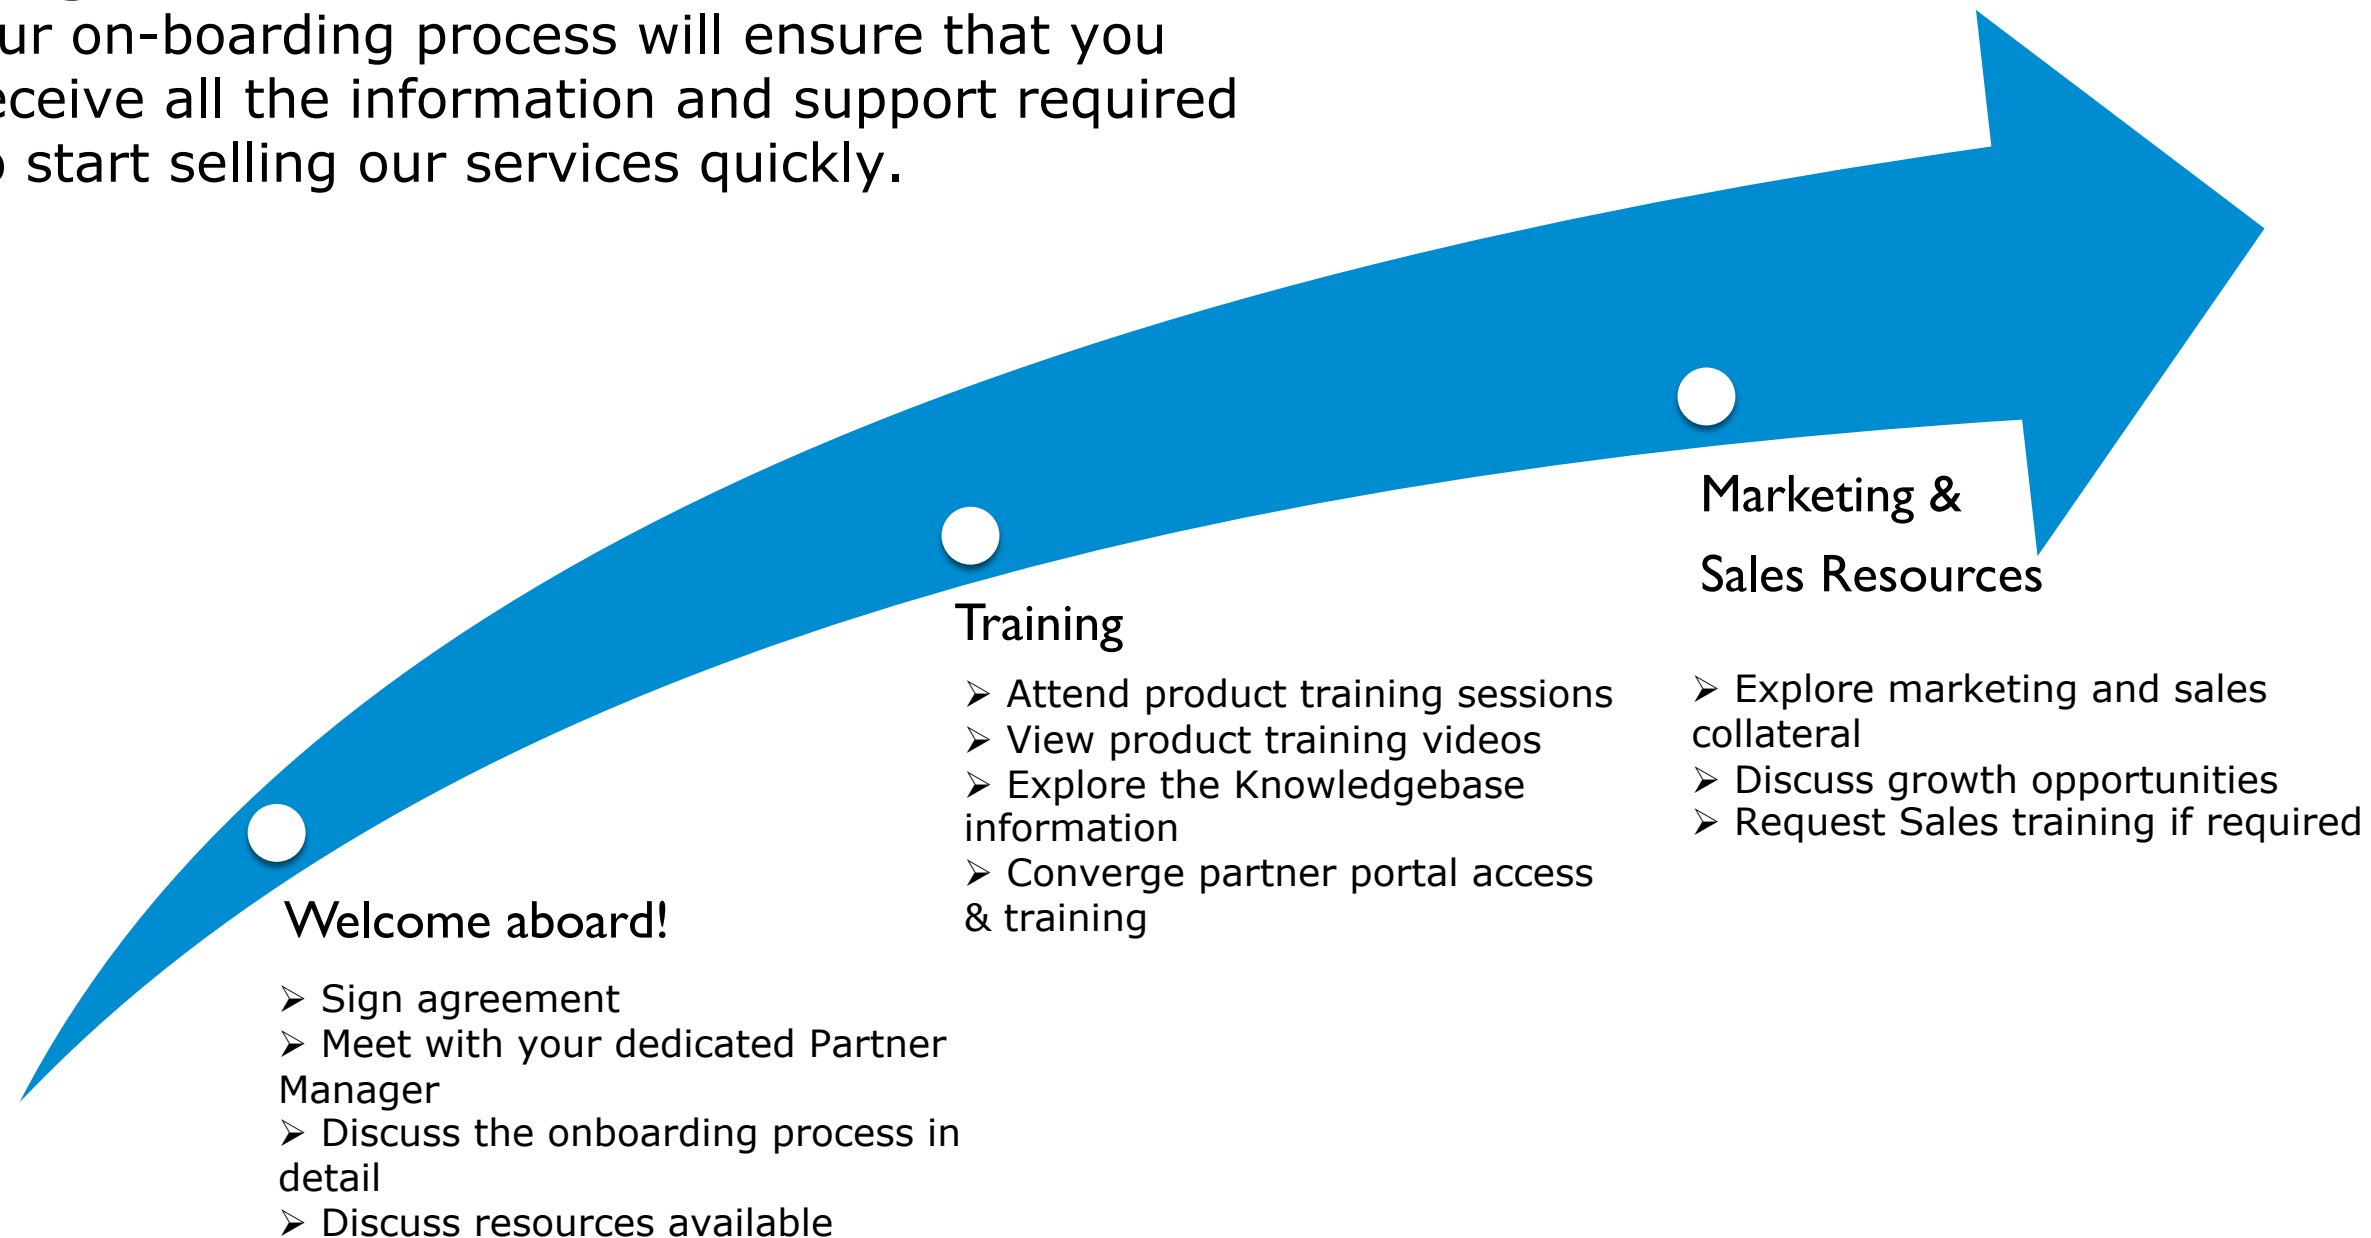 ur on-boarding process will ensure that you
eceive all the information and support required
start selling our services quickly.
Marketing &
Sales Resources
Training
➢ Attend product training sessions
➢ View product training videos
➢ Explore the Knowledgebase
information
➢ Converge partner portal access
& training
➢ Explore marketing and sales
collateral
➢ Discuss growth opportunities
➢ Request Sales training if required
Welcome aboard!
➢ Sign agreement
➢ Meet with your dedicated Partner
Manager
➢ Discuss the onboarding process in
detail
➢ Discuss resources available